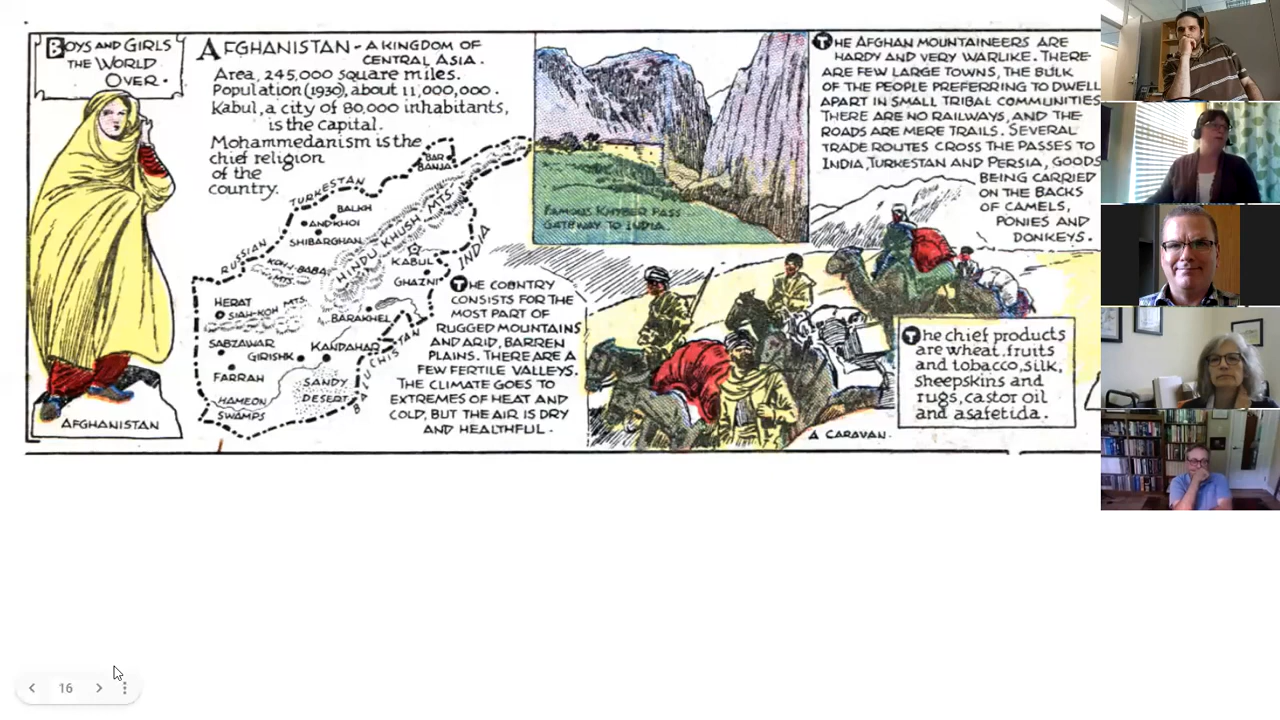 BOYS AND GIRLS
THE WORLD
OVER.
AFGHANISTAN
AFGHANISTAN - A KINGDOM OF
CENTRAL ASIA.
Area, 245,000 square miles.
Population (1930), about 11,000,000.
Kabul, a city of 80,000 inhabitants,
is the capital.
Mohammedanism is the
chief religion
of the
country.
RUSSIAN TURKESTAN
BAR
BANJA
BALKH
ANDKHOI
SHIBARGHAN
HINDU KHUSH MTS.
KOH-I-BABA
MTS.
KABUL
INDIA
GHAZNI
HERAT
SIAH-KOH MTS.
BARAKHEL
SABZAWAR
GIRISHK
KANDAHAR
FARRAH
SANDY
DESERT
BALUCHISTAN
HAMEON
SWAMPS
THE COUNTRY
CONSISTS FOR THE
MOST PART OF
RUGGED MOUNTAINS
AND ARID, BARREN
PLAINS. THERE ARE A
FEW FERTILE VALLEYS.
THE CLIMATE GOES TO
EXTREMES OF HEAT AND
COLD, BUT THE AIR IS DRY
AND HEALTHFUL.
FAMOUS KHYBER PASS
GATEWAY TO INDIA.
THE AFGHAN MOUNTAINEERS ARE
HARDY AND VERY WARLIKE. THERE
ARE FEW LARGE TOWNS, THE BULK
OF THE PEOPLE PREFERRING TO DWELL
APART IN SMALL TRIBAL COMMUNITIES
THERE ARE NO RAILWAYS, AND THE
ROADS ARE MERE TRAILS. SEVERAL
TRADE ROUTES CROSS THE PASSES TO
INDIA, TURKESTAN AND PERSIA, GOODS
BEING CARRIED
ON THE BACKS
OF CAMELS,
PONIES AND
DONKEYS.
The chief products
are wheat, fruits
and tobacco, silk,
sheepskins and
rugs, castor oil
and asafetida.
A CARAVAN.
16